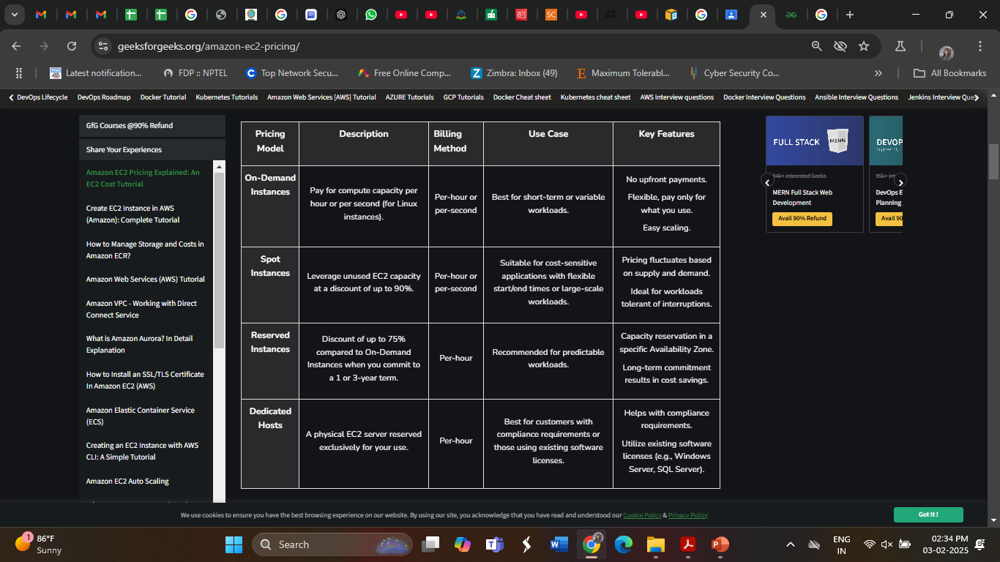 geeksforgeeks.org/amazon-ec2-pricing/
Latest notification...
FDP :: NPTEL
Top Network Secu...
Free Online Comp...
Zimbra: Inbox (49)
Maximum Tolerabl...
Cyber Security Co...
All Bookmarks
DevOps Lifecycle
DevOps Roadmap
Docker Tutorial
Kubernetes Tutorials
Amazon Web Services [AWS] Tutorial
AZURE Tutorials
GCP Tutorials
Docker Cheat sheet
Kubernetes cheat sheet
AWS interview questions
Docker Interview Questions
Ansible Interview Questions
Jenkins Interview Que
GfG Courses @90% Refund
Share Your Experiences
Amazon EC2 Pricing Explained: An
EC2 Cost Tutorial
Create EC2 Instance in AWS
(Amazon): Complete Tutorial
How to Manage Storage and Costs in
Amazon ECR?
Amazon Web Services (AWS) Tutorial
Amazon VPC - Working with Direct
Connect Service
What is Amazon Aurora? In Detail
Explanation
How to Install an SSL/TLS Certificate
In Amazon EC2 (AWS)
Amazon Elastic Container Service
(ECS)
Creating an EC2 Instance with AWS
CLI: A Simple Tutorial
Amazon EC2 Auto Scaling
Pricing
Model
Description
Billing
Method
Use Case
Key Features
On-Demand
Instances
Pay for compute capacity per
hour or per second (for Linux
instances).
Per-hour or
per-second
Best for short-term or variable
workloads.
No upfront payments.
Flexible, pay only for
what you use.
Easy scaling.
Spot
Instances
Leverage unused EC2 capacity
at a discount of up to 90%.
Per-hour or
per-second
Suitable for cost-sensitive
applications with flexible
start/end times or large-scale
workloads.
Pricing fluctuates based
on supply and demand.
Ideal for workloads
tolerant of interruptions.
Reserved
Instances
Discount of up to 75%
compared to On-Demand
Instances when you commit to
a 1 or 3-year term.
Per-hour
Recommended for predictable
workloads.
Capacity reservation in a
specific Availability Zone.
Long-term commitment
results in cost savings.
Dedicated
Hosts
A physical EC2 server reserved
exclusively for your use.
Per-hour
Best for customers with
compliance requirements or
those using existing software
licenses.
Helps with compliance
requirements.
Utilize existing software
licenses (e.g., Windows
Server, SQL Server).
FULL STACK
MERN
4k+ interested Geeks
MERN Full Stack Web
Development
Avail 90% Refund
DEVOP
95k+ int
DevOps E
Planning
Avail 90
We use cookies to ensure you have the best browsing experience on our website. By using our site, you acknowledge that you have read and understood our Cookie Policy & Privacy Policy
Got It !
1
86°F
Sunny
Search
ENG
IN
02:34 PM
03-02-2025